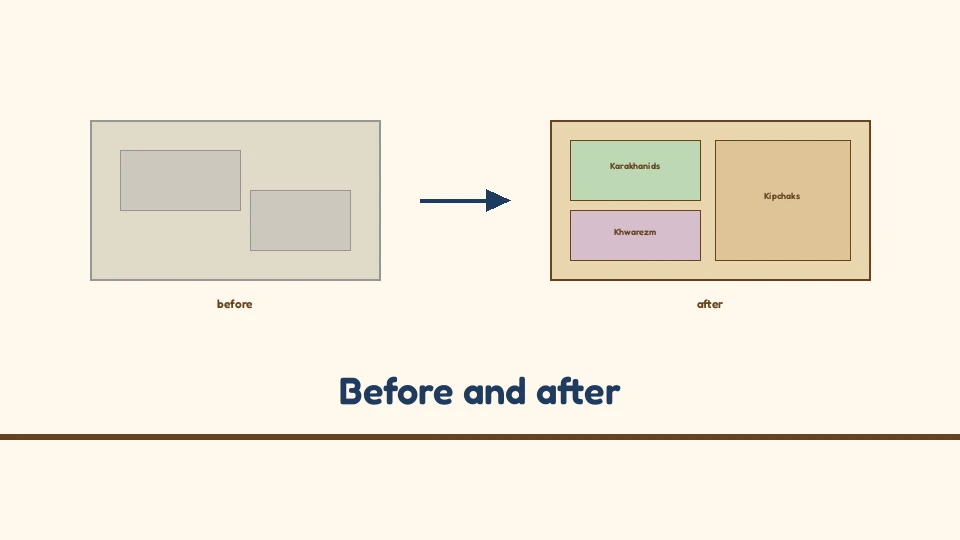 Karakhanids
Kipchaks
Khwarezm
before
after
Before and after